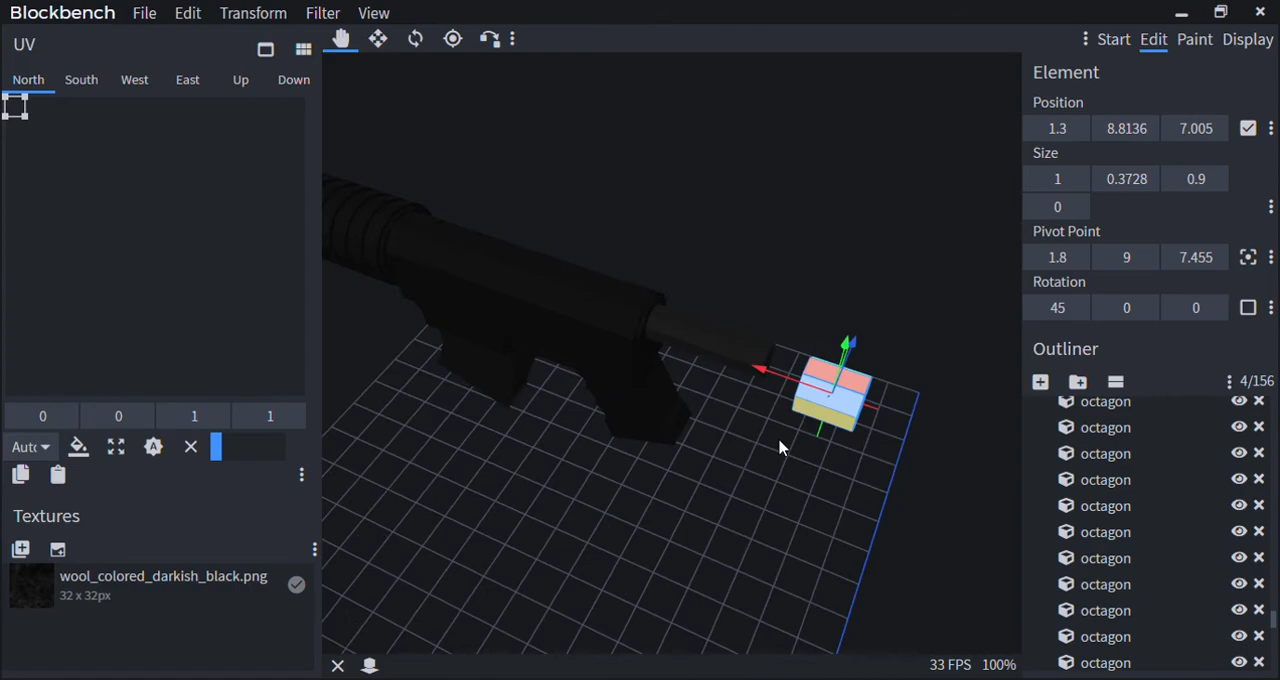 Blockbench File Edit Transform Filter View
UV
North South West East Up Down
0 0 1 1
Aut
Textures
wool_colored_darkish_black.png
32 x 32px
33 FPS 100%
Start Edit Paint Display
Element
Position
1.3 8.8136 7.005
Size
1 0.3728 0.9
0
Pivot Point
1.8 9 7.455
Rotation
45 0 0
Outliner
4/156
octagon
octagon
octagon
octagon
octagon
octagon
octagon
octagon
octagon
octagon
octagon